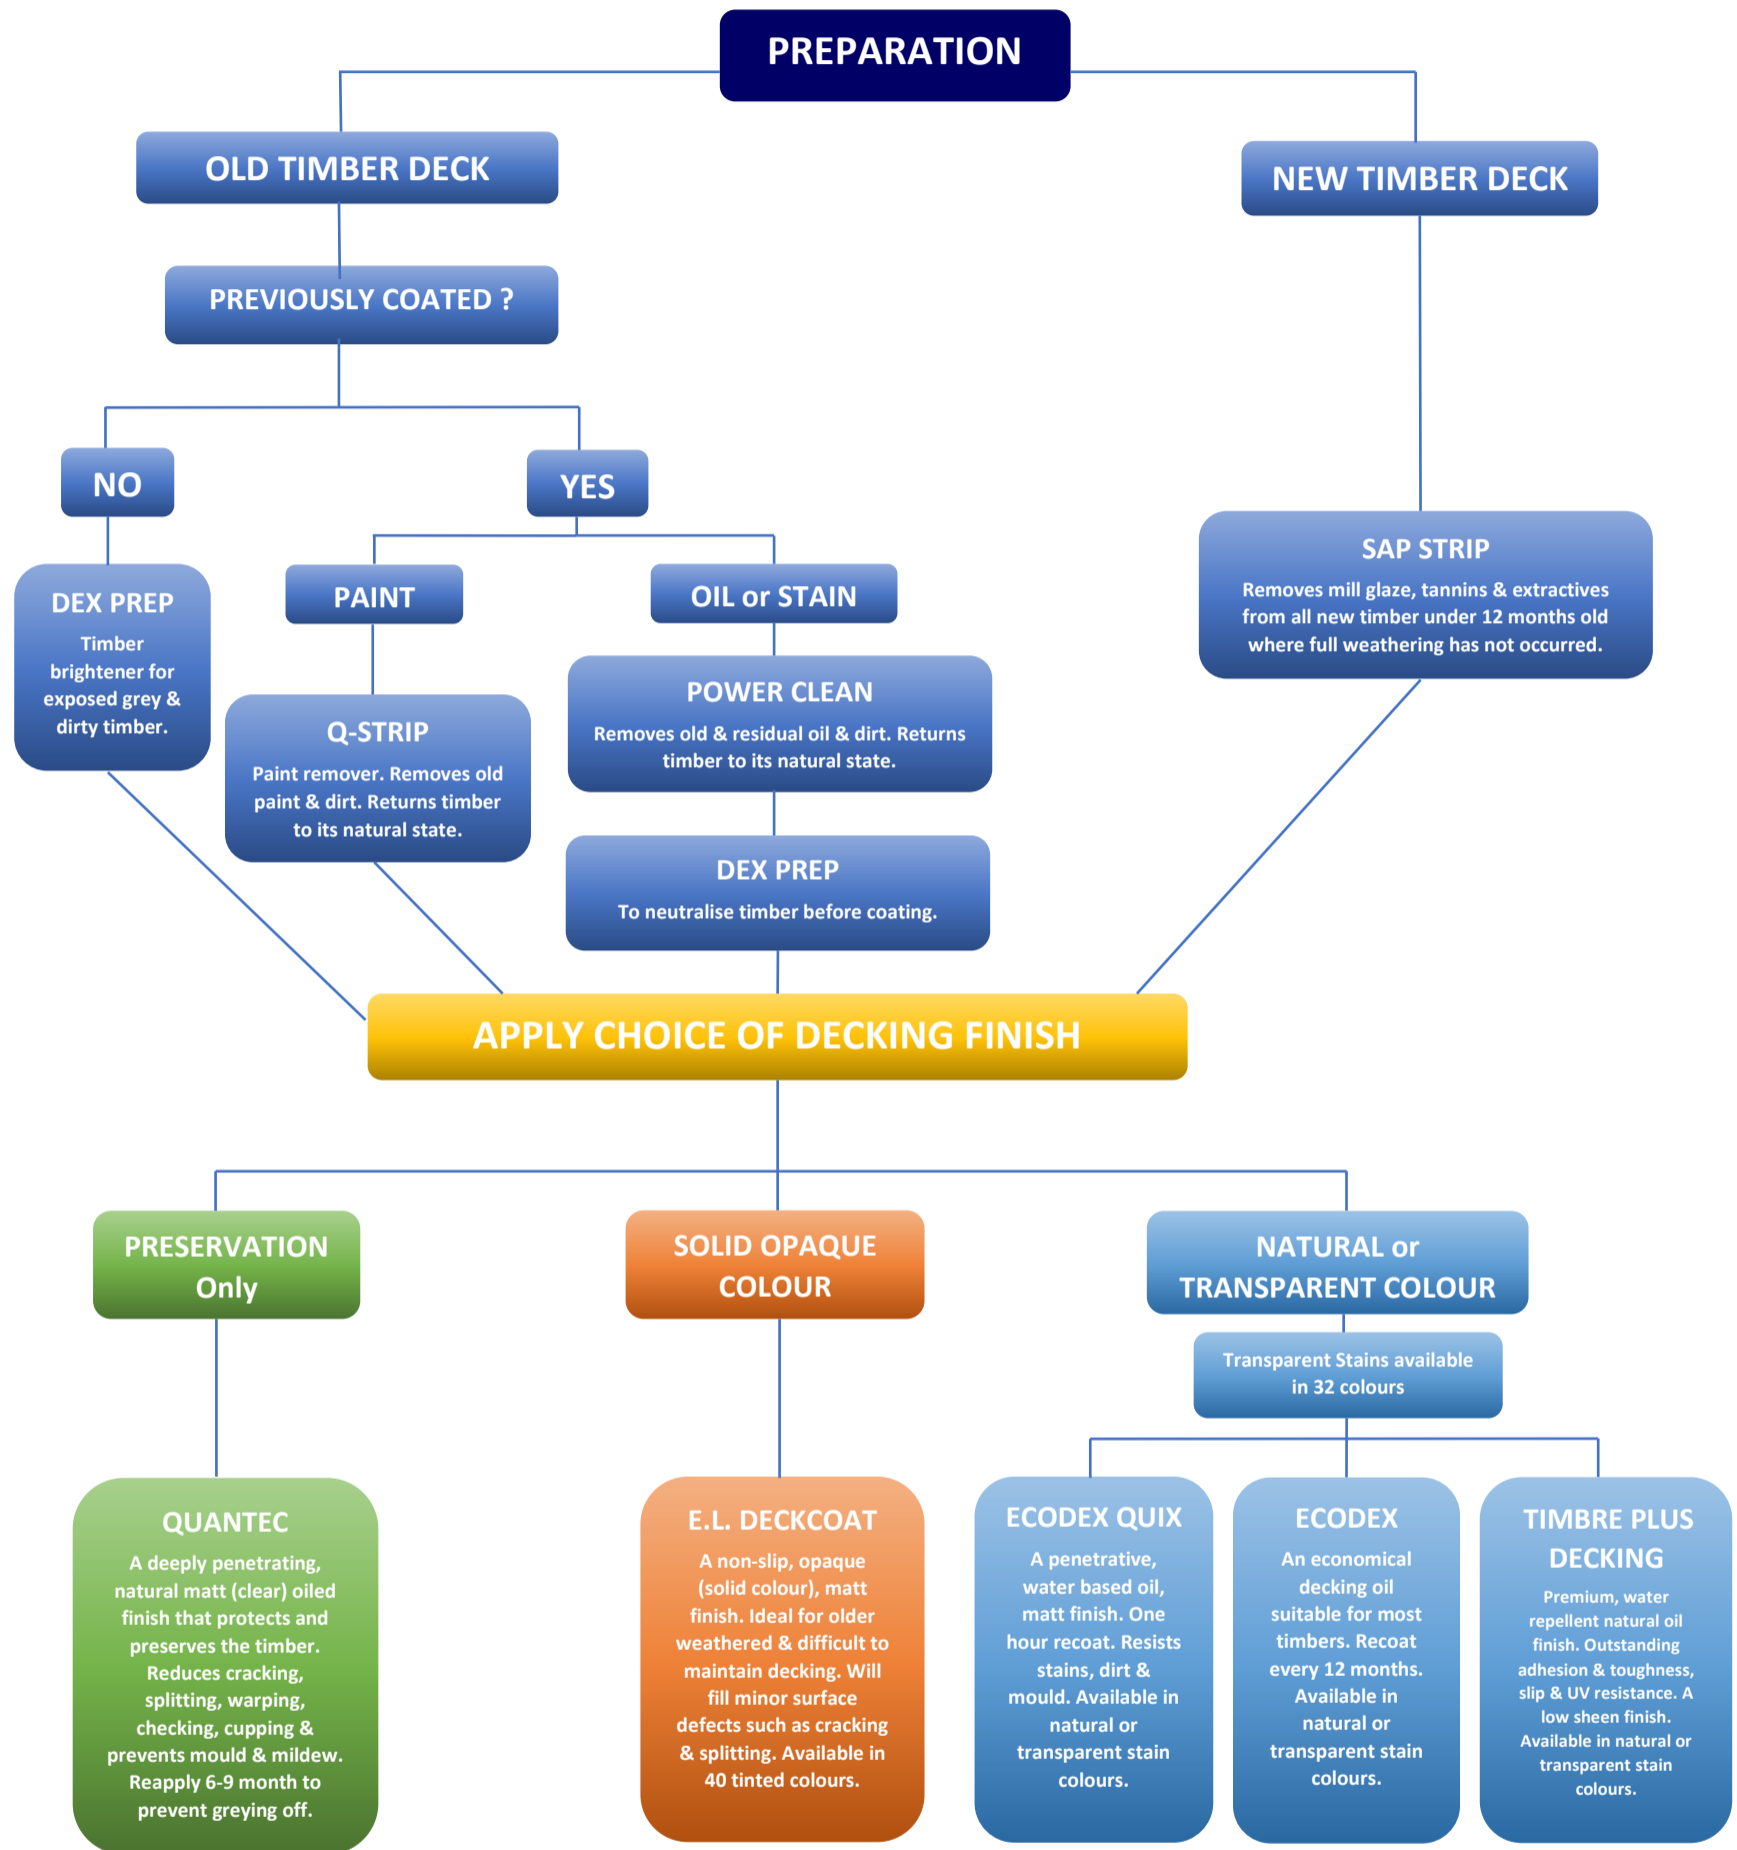 PREPARATION
OLD TIMBER DECK
NEW TIMBER DECK
PREVIOUSLY COATED ?
NO
YES
DEX PREP
Timber
brightener for
exposed grey &
dirty timber.
PAINT
OIL or STAIN
Q-STRIP
Paint remover. Removes old
paint & dirt. Returns timber
to its natural state.
POWER CLEAN
Removes old & residual oil & dirt. Returns
timber to its natural state.
DEX PREP
To neutralise timber before coating.
SAP STRIP
Removes mill glaze, tannins & extractives
from all new timber under 12 months old
where full weathering has not occurred.
APPLY CHOICE OF DECKING FINISH
PRESERVATION
Only
SOLID OPAQUE
COLOUR
NATURAL or
TRANSPARENT COLOUR
Transparent Stains available
in 32 colours
QUANTEC
A deeply penetrating,
natural matt (clear) oiled
finish that protects and
preserves the timber.
Reduces cracking,
splitting, warping,
checking, cupping &
prevents mould & mildew.
Reapply 6-9 month to
prevent greying off.
E.L. DECKCOAT
A non-slip, opaque
(solid colour), matt
finish. Ideal for older
weathered & difficult to
maintain decking. Will
fill minor surface
defects such as cracking
& splitting. Available in
40 tinted colours.
ECODEX QUIX
A penetrative,
water based oil,
matt finish. One
hour recoat. Resists
stains, dirt &
mould. Available in
natural or
transparent stain
colours.
ECODEX
An economical
decking oil
suitable for most
timbers. Recoat
every 12 months.
Available in
natural or
transparent stain
colours.
TIMBRE PLUS
DECKING
Premium, water
repellent natural oil
finish. Outstanding
adhesion & toughness,
slip & UV resistance. A
low sheen finish.
Available in natural or
transparent stain
colours.